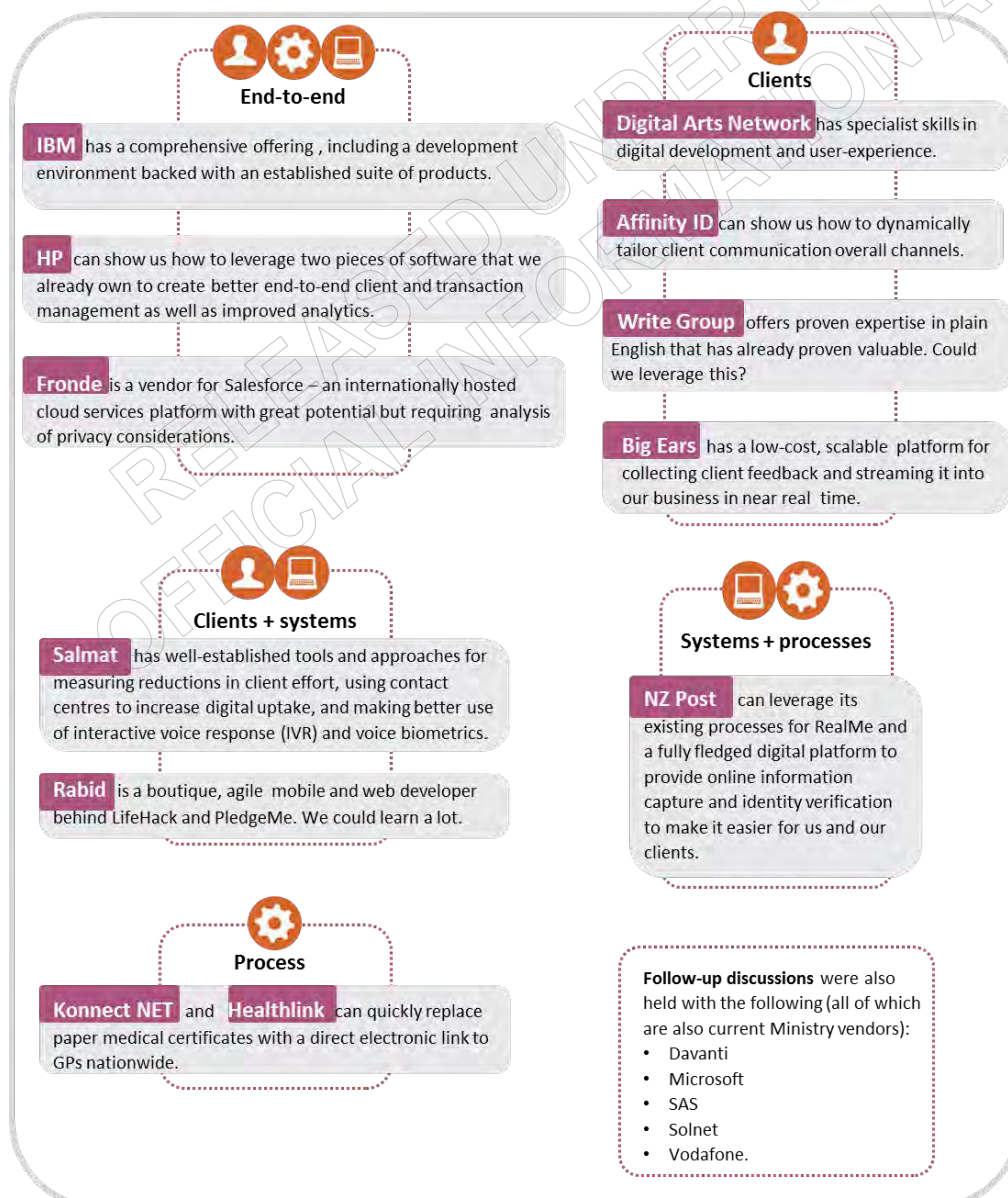 End-to-end
IBM has a comprehensive offering , including a development
environment backed with an established suite of products.
HP can show us how to leverage two pieces of software that we
already own to create better end-to-end client and transaction
management as well as improved analytics.
Fronde is a vendor for Salesforce – an internationally hosted
cloud services platform with great potential but requiring analysis
of privacy considerations.
Clients
Digital Arts Network has specialist skills in
digital development and user-experience.
Affinity ID can show us how to dynamically
tailor client communication overall channels.
Write Group offers proven expertise in plain
English that has already proven valuable. Could
we leverage this?
Big Ears has a low-cost, scalable platform for
collecting client feedback and streaming it into
our business in near real time.
Clients + systems
Salmat has well-established tools and approaches for
measuring reductions in client effort, using contact
centres to increase digital uptake, and making better use
of interactive voice response (IVR) and voice biometrics.
Rabid is a boutique, agile mobile and web developer
behind LifeHack and PledgeMe. We could learn a lot.
Systems + processes
NZ Post can leverage its
existing processes for RealMe and
a fully fledged digital platform to
provide online information
capture and identity verification
to make it easier for us and our
clients.
Process
Konnect NET and Healthlink can quickly replace
paper medical certificates with a direct electronic link to
GPs nationwide.
Follow-up discussions were also
held with the following (all of which
are also current Ministry vendors):
• Davanti
• Microsoft
• SAS
• Solnet
• Vodafone.
RELEASED UNDER
OFFICIAL INFORMATION A